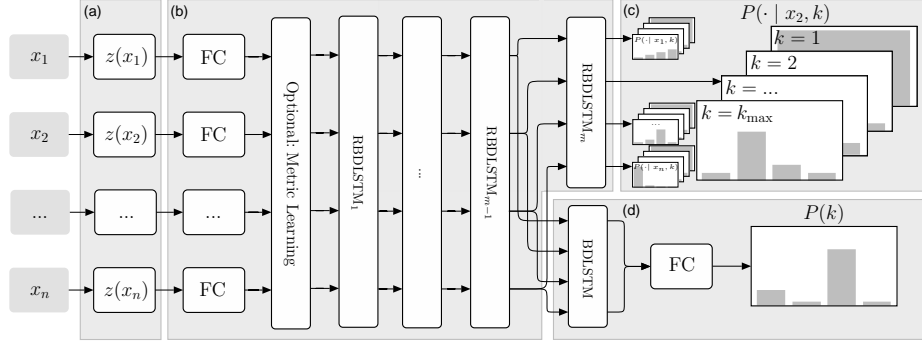 (a)
(b)
(c)
P(· | x₂, k)
x₁
z(x₁)
FC
x₂
z(x₂)
FC
...
...
...
xₙ
z(xₙ)
FC
Optional: Metric Learning
RBDLSTM₁
...
RBDLSTMₘ₋₁
RBDLSTMₘ
P(· | x₁, k)
...
P(· | xₙ, k)
k = 1
k = 2
k = ...
k = kₘₐₓ
(d)
P(k)
BDLSTM
FC